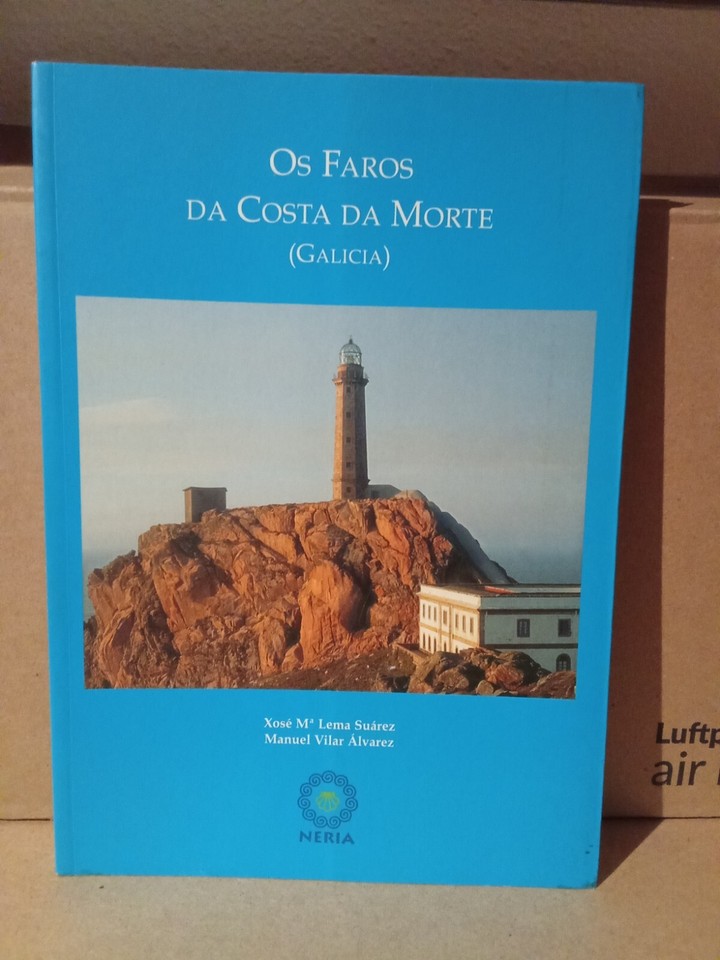 Os Faros
da Costa da Morte
(Galicia)
Xosé Mª Lema Suárez
Manuel Vilar Álvarez
NERIA
Luftp
air